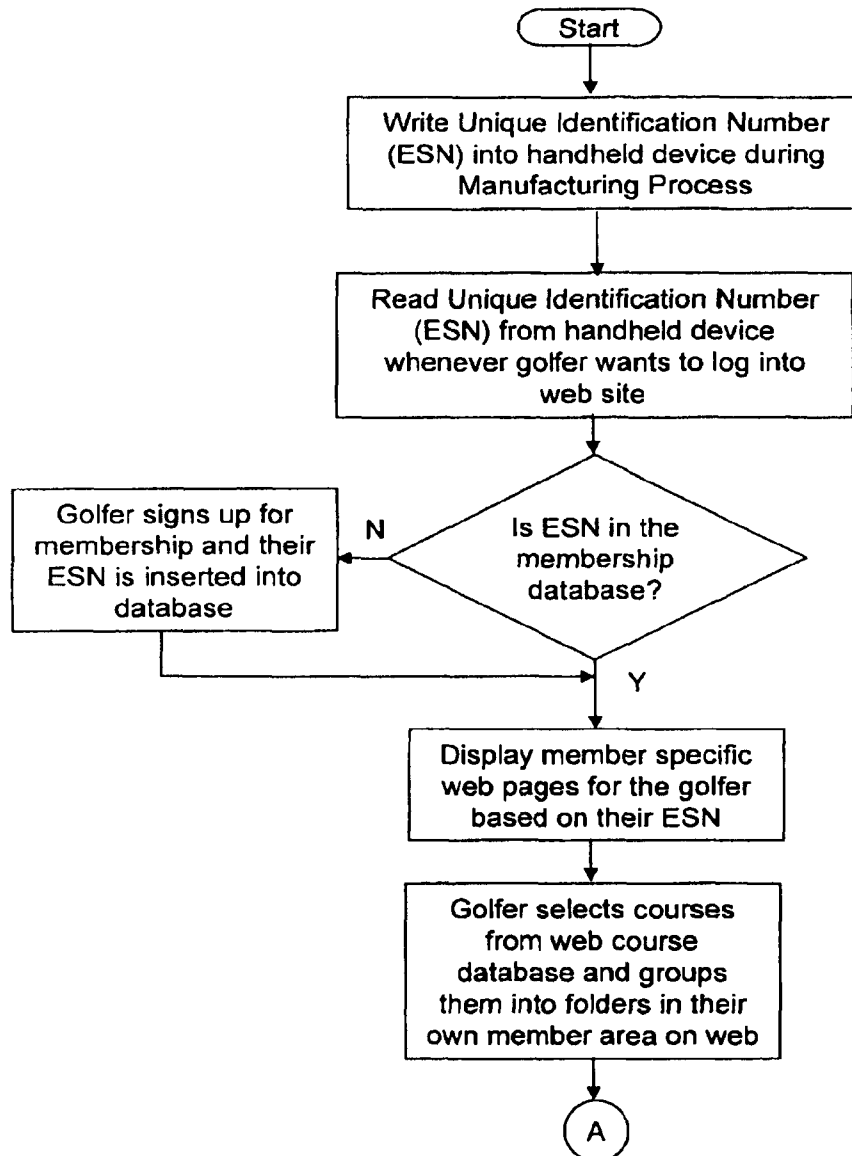 Start
Write Unique Identification Number
(ESN) into handheld device during
Manufacturing Process
Read Unique Identification Number
(ESN) from handheld device
whenever golfer wants to log into
web site
Is ESN in the
membership
database?
N
Golfer signs up for
membership and their
ESN is inserted into
database
Y
Display member specific
web pages for the golfer
based on their ESN
Golfer selects courses
from web course
database and groups
them into folders in their
own member area on web
A